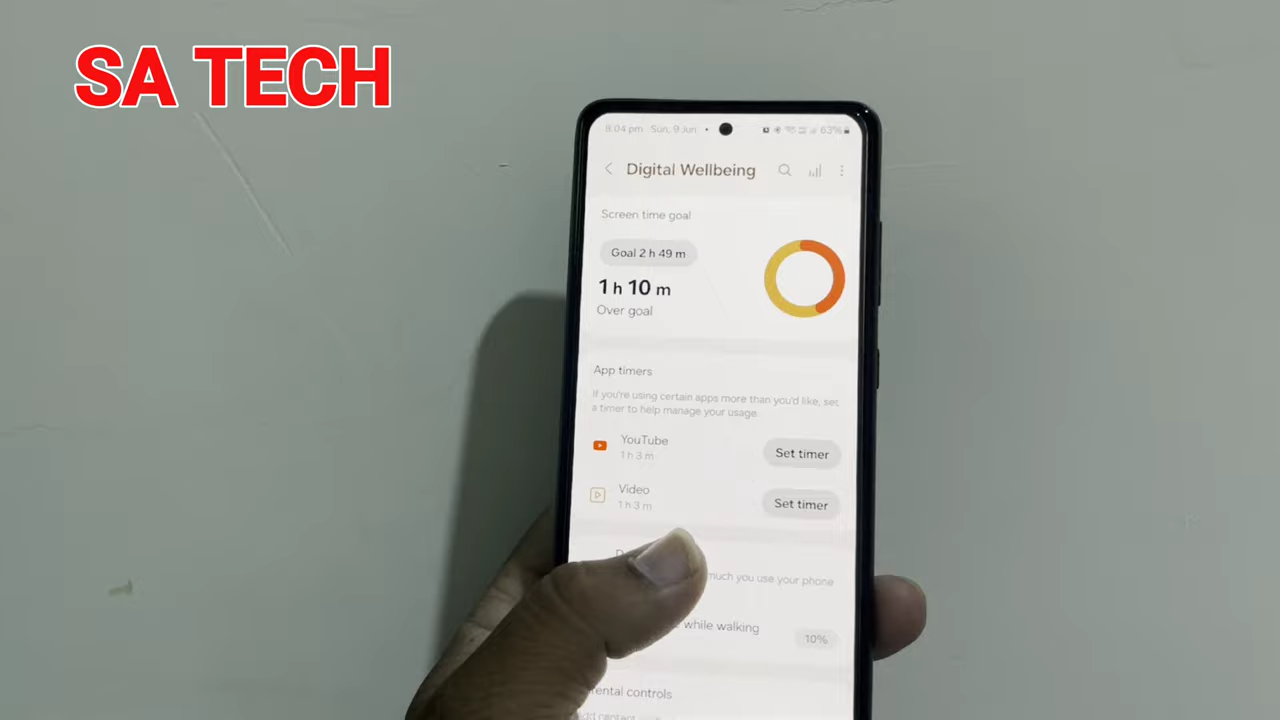 SA TECH
8:04 pm Sun, 9 Jun • 63%
Digital Wellbeing
Screen time goal
Goal 2 h 49 m
1 h 10 m
Over goal
App timers
If you're using certain apps more than you'd like, set
a timer to help manage your usage.
YouTube
1 h 3 m
Set timer
Video
1 h 3 m
Set timer
much you use your phone
while walking
10%
rental controls
add contact